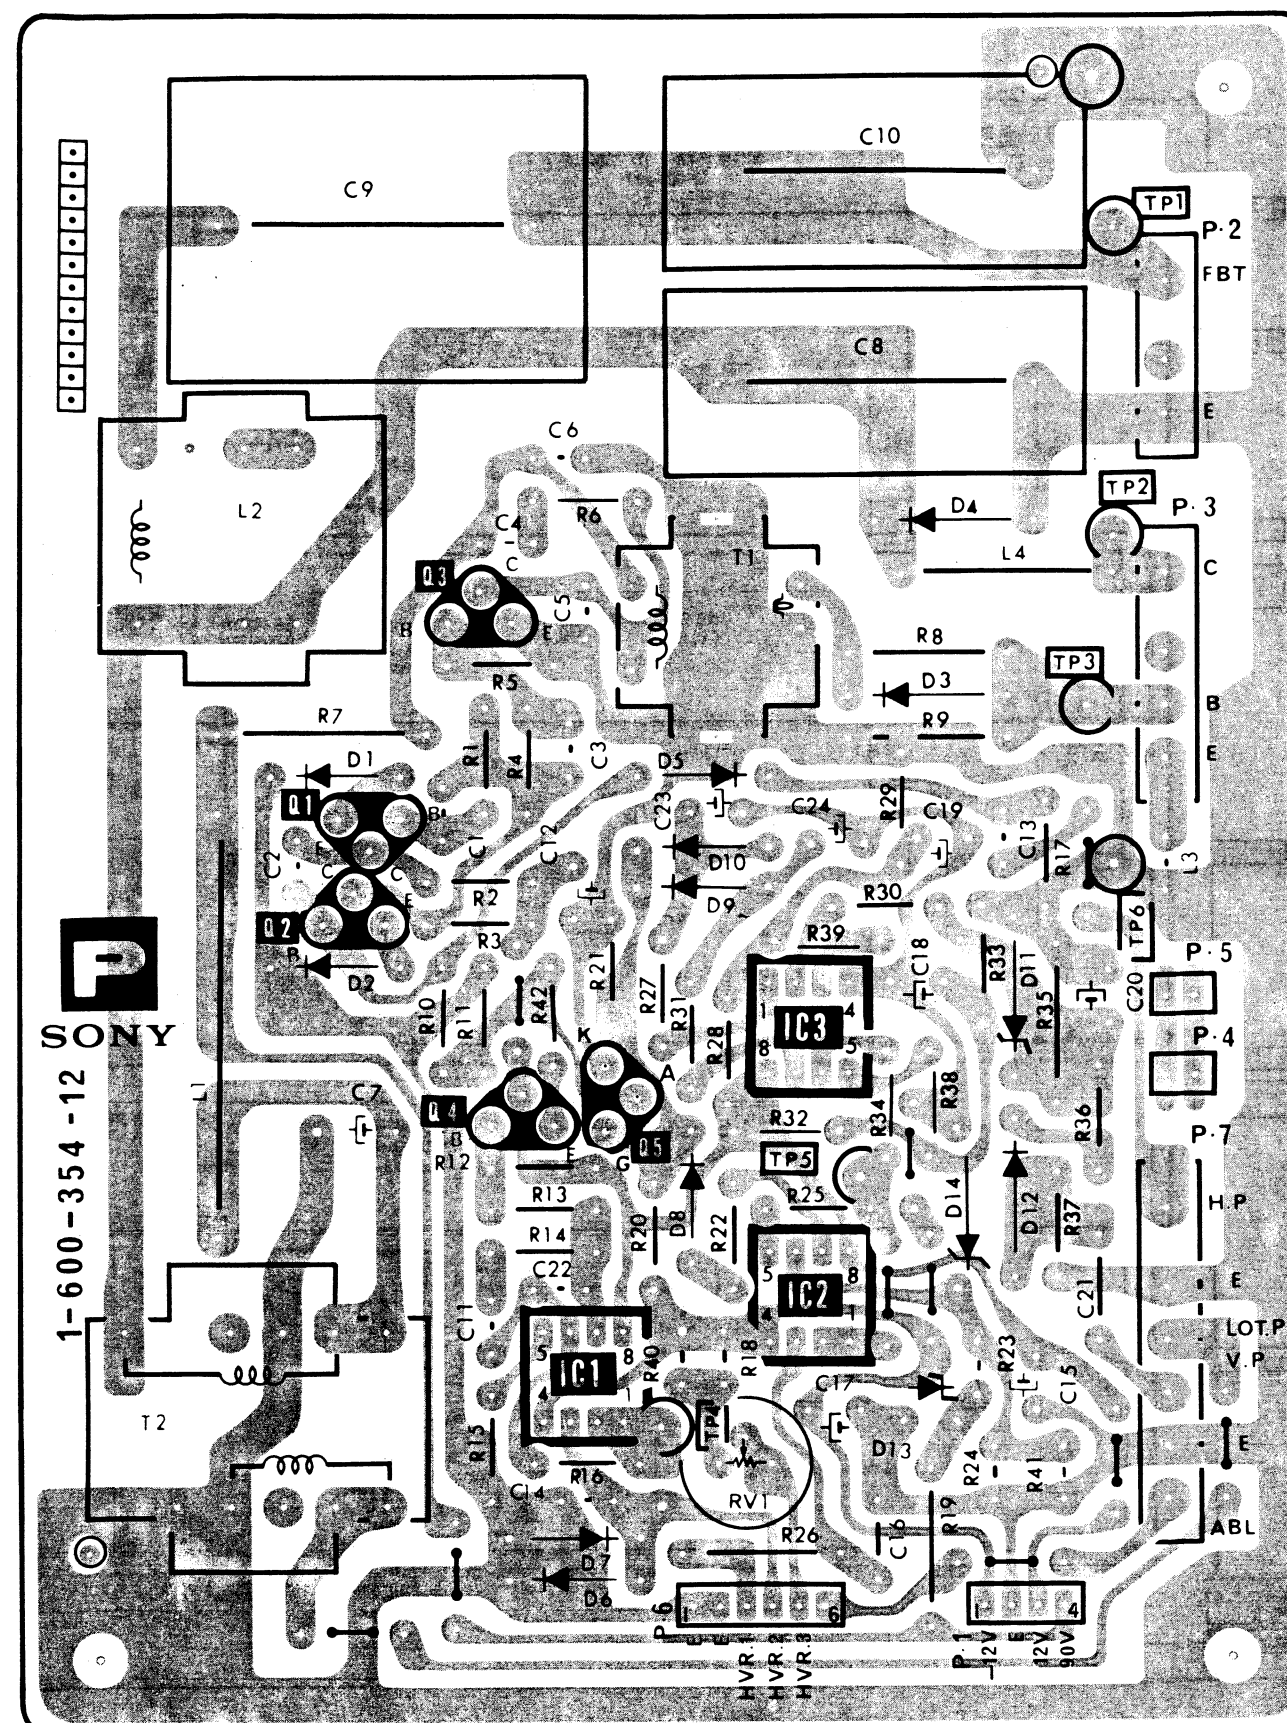 C10
C9
TP1
P·2
FBT
C8
E
C6
TP2
P·3
L2
R6
D4
C4
T1
L4
C
Q3
C
C5
B
E
R8
TP3
R5
D3
B
R7
R9
E
R1
R4
C3
D1
D5
Q1
B
C23
C24
R29
C19
E
C1
C12
C13
R17
C2
D10
L3
C
C
R2
D9
R30
E
Q2
R3
R39
TP6
B
P·5
D2
R21
C18
R33
D11
R35
C20
R10
R11
R42
R27
R31
1
4
SONY
K
R28
IC3
P·4
8
5
A
1-600-354-12
L1
C7
Q4
R34
R38
R36
B
R32
P·7
R12
E
G
Q5
TP5
R13
R25
D14
D12
R37
H.P
R14
R20
D8
R22
C22
5
8
E
IC2
C21
C11
4
1
LOT.P
5
8
R40
R18
R23
V.P
IC1
C17
C15
4
1
T2
TP4
R15
D13
E
R24
R41
R16
C14
RV1
R19
ABL
R26
C16
D7
D6
P·6
1
6
1
4
E
E
HVR.1
HVR.2
HVR.3
P·1
-12V
E
12V
90V